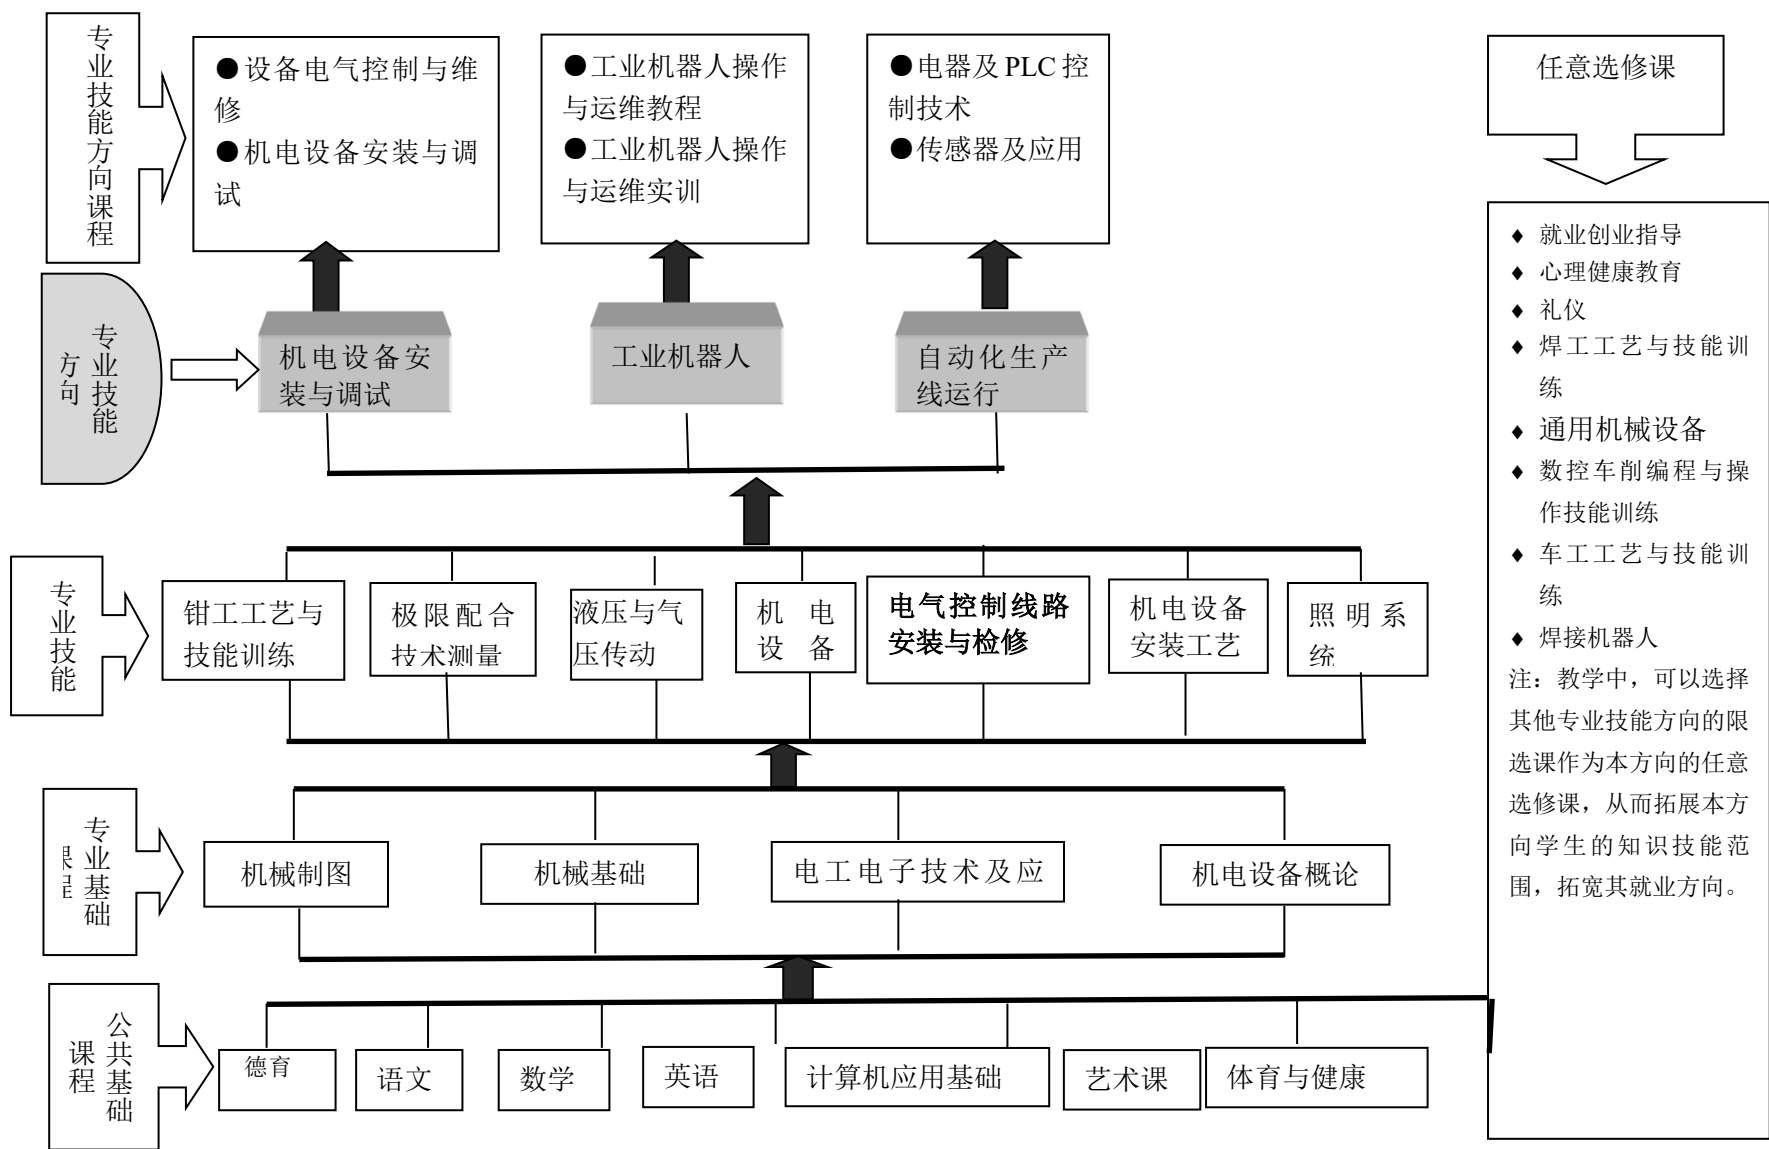 专业技能方向课程
●设备电气控制与维
修
●机电设备安装与调
试
●工业机器人操作
与运维教程
●工业机器人操作
与运维实训
●电器及 PLC 控
制技术
●传感器及应用
任意选修课
专业技能
方向
机电设备安
装与调试
工业机器人
自动化生产
线运行
专业技能
钳工工艺与
技能训练
极限配合
技术测量
液压与气
压传动
机 电
设 备
电气控制线路
安装与检修
机电设备
安装工艺
照明系
统
专业基础
课程
机械制图
机械基础
电工电子技术及应
机电设备概论
公共基础
课程
德育
语文
数学
英语
计算机应用基础
艺术课
体育与健康
♦ 就业创业指导
♦ 心理健康教育
♦ 礼仪
♦ 焊工工艺与技能训
练
♦ 通用机械设备
♦ 数控车削编程与操
作技能训练
♦ 车工工艺与技能训
练
♦ 焊接机器人
注：教学中，可以选择
其他专业技能方向的限
选课作为本方向的任意
选修课，从而拓展本方
向学生的知识技能范
围，拓宽其就业方向。